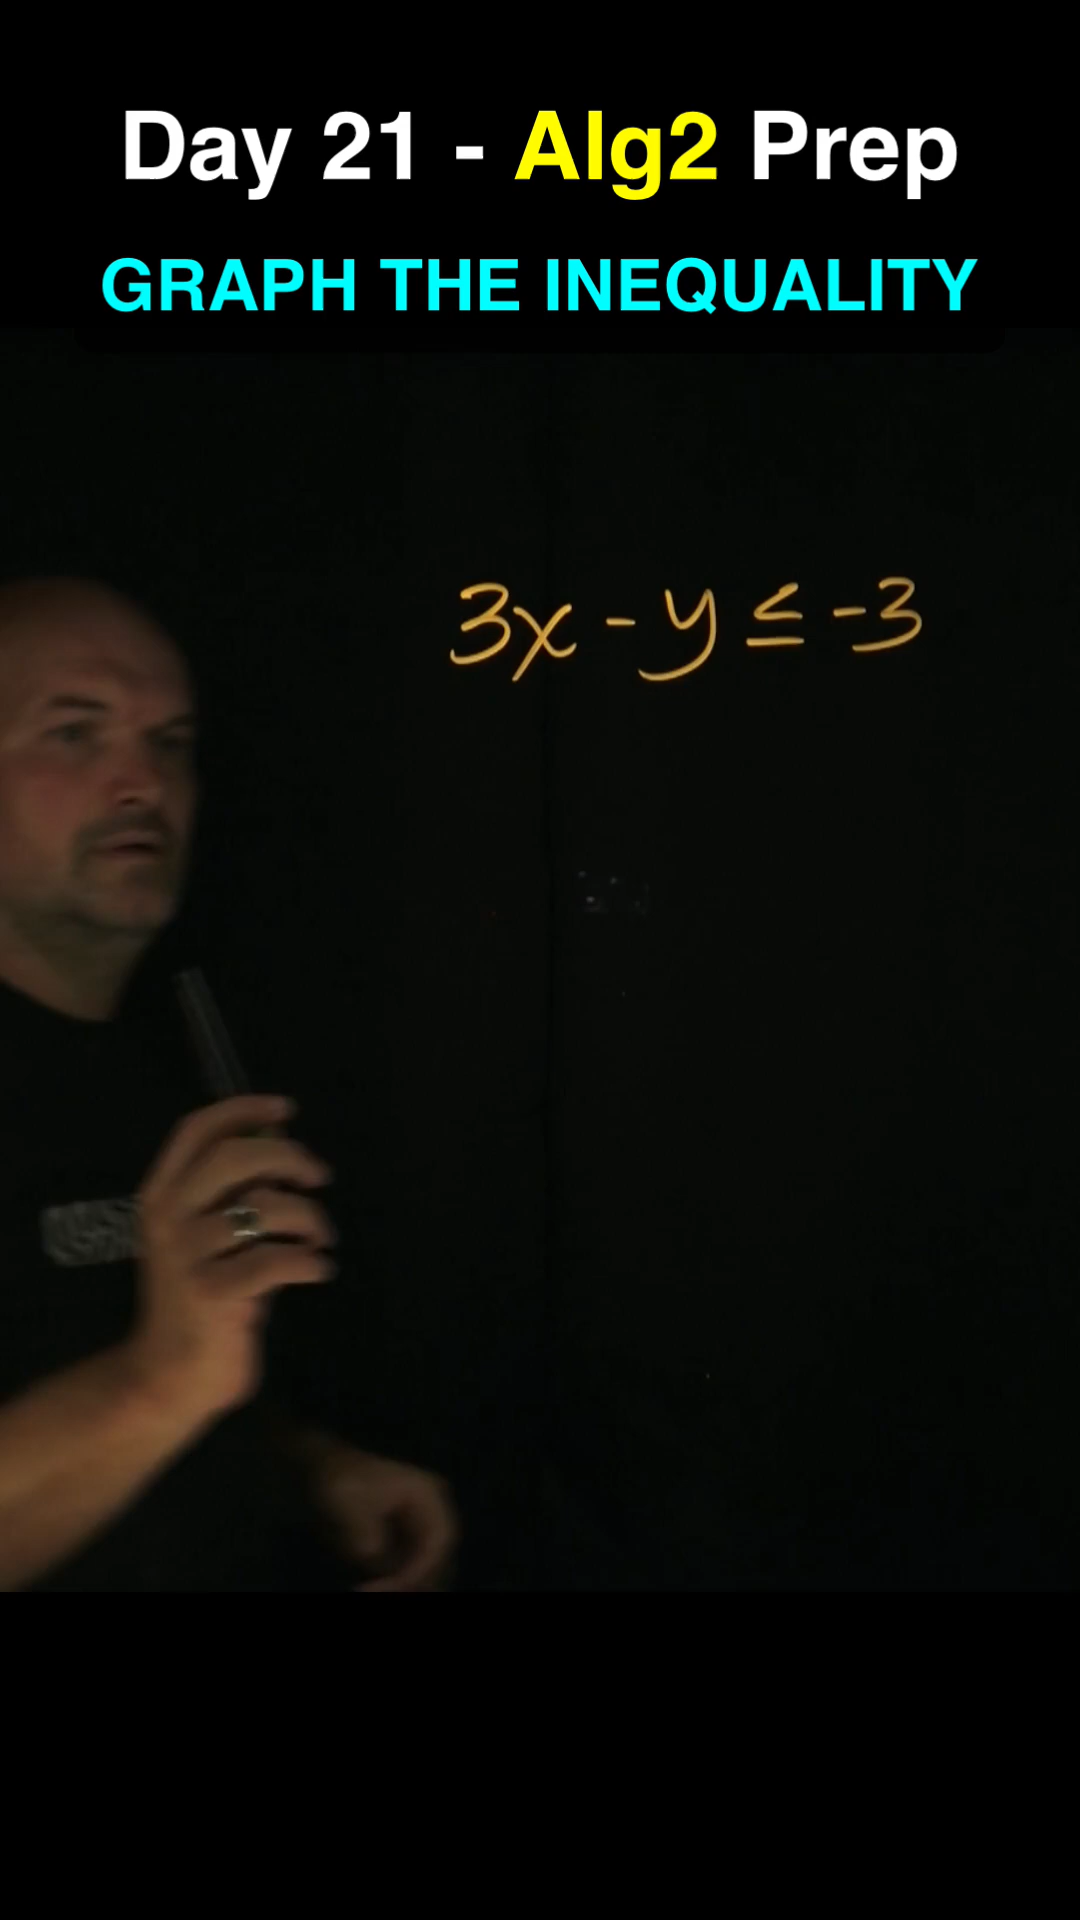 Day 21 - Alg2 Prep
GRAPH THE INEQUALITY
3x - y ≤ -3